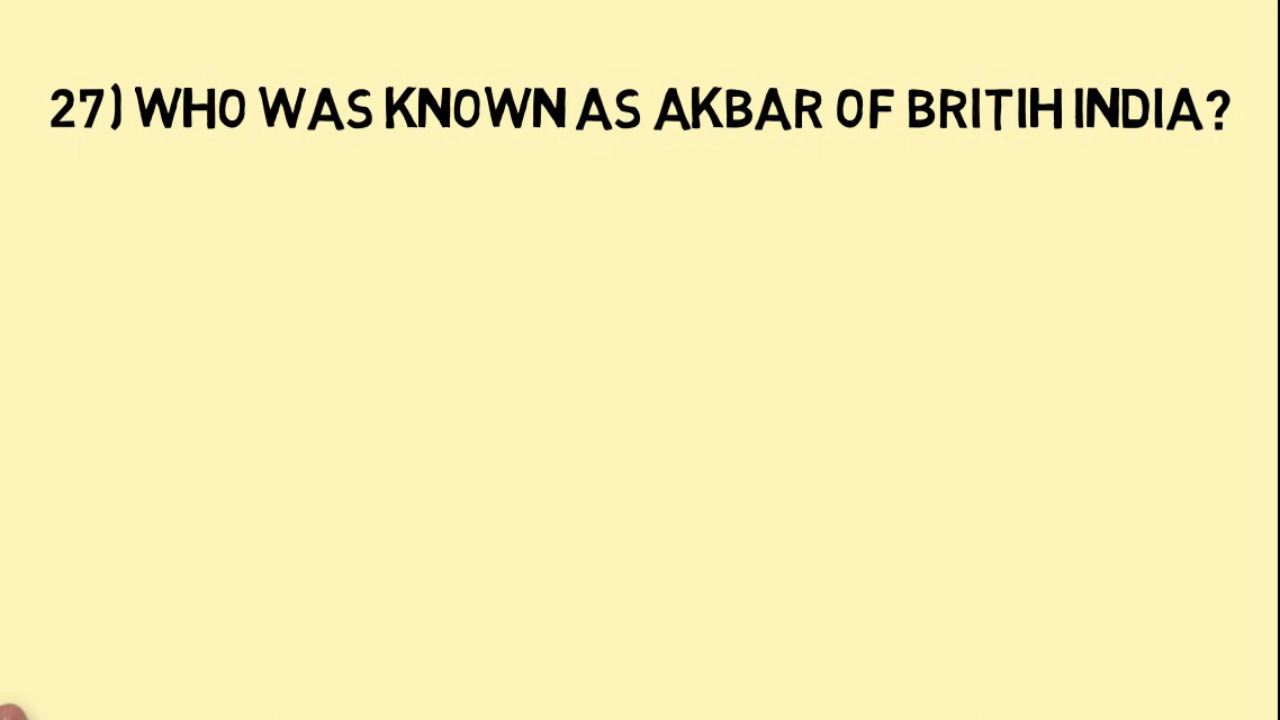 27) WHO WAS KNOWN AS AKBAR OF BRITIH INDIA?